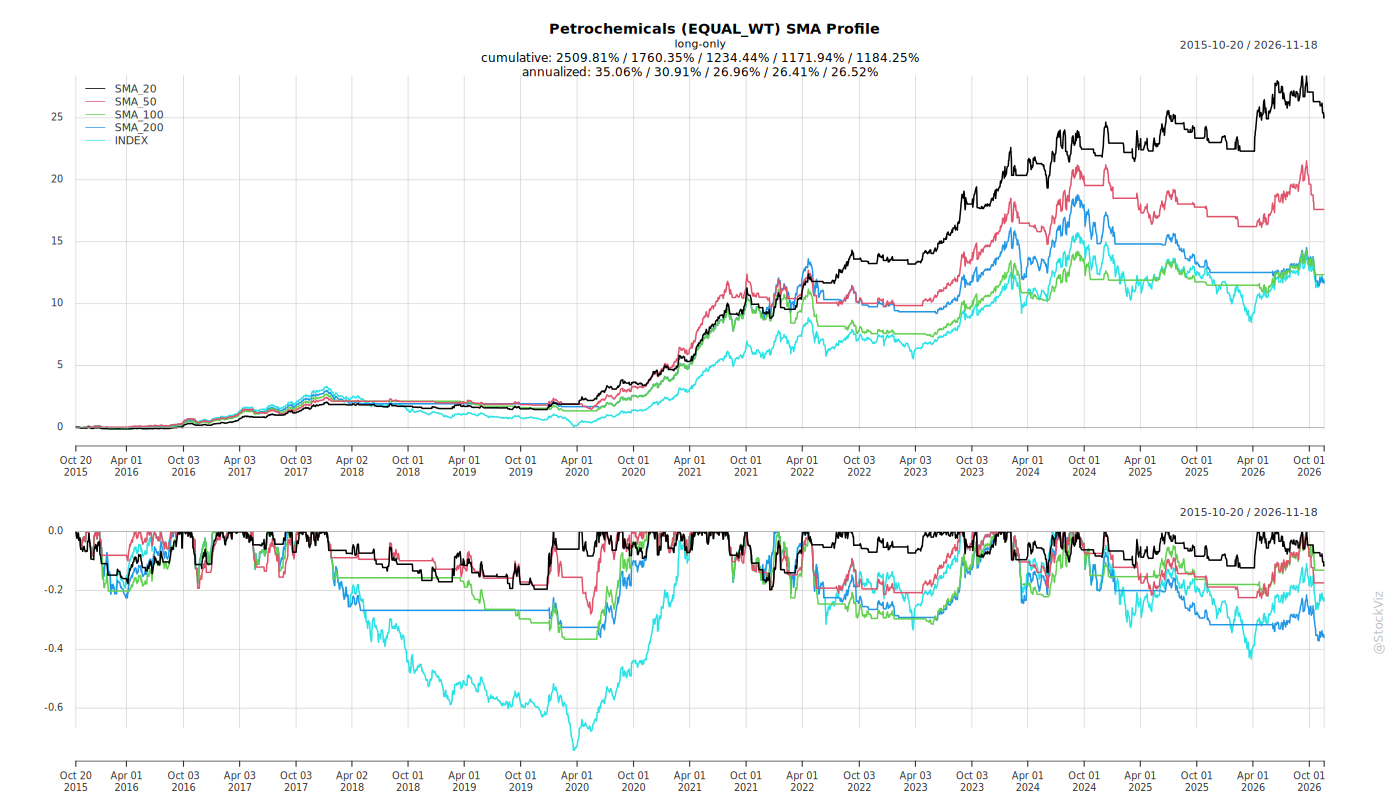 Petrochemicals (EQUAL_WT) SMA Profile
long-only
cumulative: 2509.81% / 1760.35% / 1234.44% / 1171.94% / 1184.25%
annualized: 35.06% / 30.91% / 26.96% / 26.41% / 26.52%
2015-10-20 / 2026-11-18
SMA_20
SMA_50
SMA_100
SMA_200
INDEX
25
20
15
10
5
0
Oct 20 Apr 01 Oct 03 Apr 03 Oct 03 Apr 02 Oct 01 Apr 01 Oct 01 Apr 01 Oct 01 Apr 01 Oct 01 Apr 01 Oct 03 Apr 03 Oct 03 Apr 01 Oct 01 Apr 01 Oct 01 Apr 01 Oct 01
2015 2016 2016 2017 2017 2018 2018 2019 2019 2020 2020 2021 2021 2022 2022 2023 2023 2024 2024 2025 2025 2026 2026
2015-10-20 / 2026-11-18
0.0
-0.2
-0.4
-0.6
Oct 20 Apr 01 Oct 03 Apr 03 Oct 03 Apr 02 Oct 01 Apr 01 Oct 01 Apr 01 Oct 01 Apr 01 Oct 01 Apr 01 Oct 03 Apr 03 Oct 03 Apr 01 Oct 01 Apr 01 Oct 01 Apr 01 Oct 01
2015 2016 2016 2017 2017 2018 2018 2019 2019 2020 2020 2021 2021 2022 2022 2023 2023 2024 2024 2025 2025 2026 2026
@StockViz